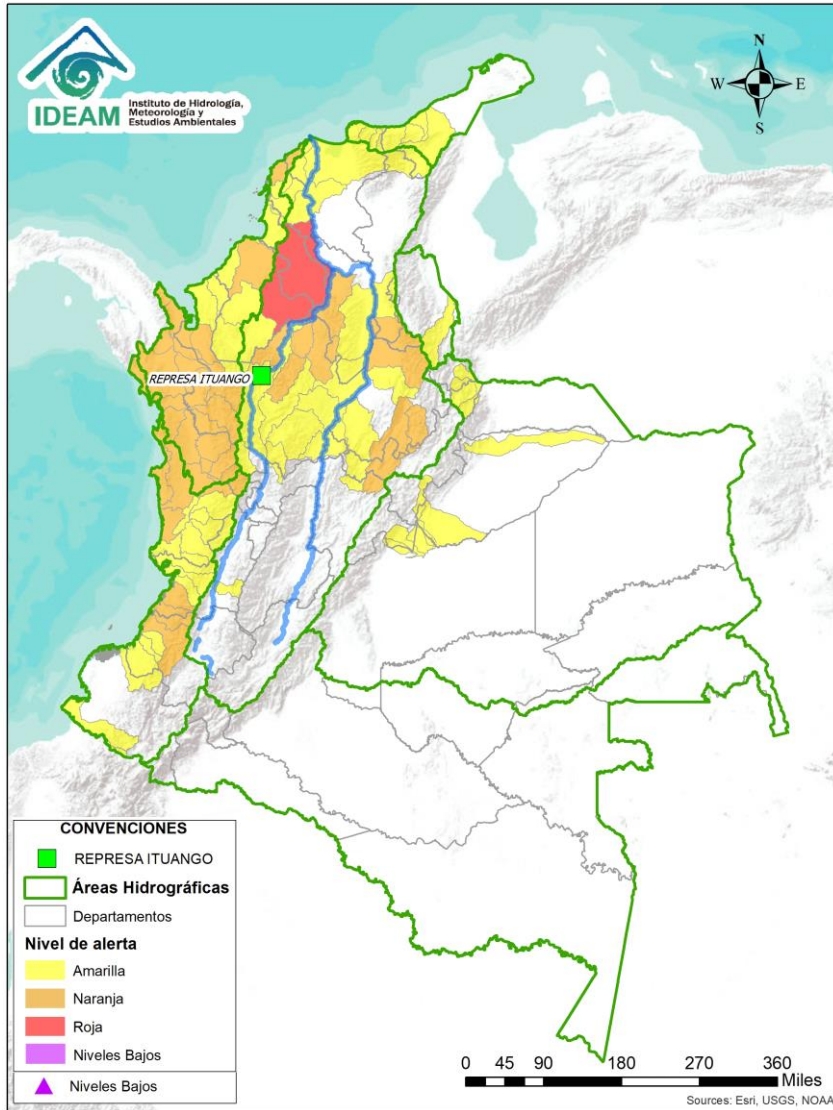 IDEAM
Instituto de Hidrología,
Meteorología y
Estudios Ambientales
N
W
E
S
REPRESA ITUANGO
CONVENCIONES
REPRESA ITUANGO
Áreas Hidrográficas
Departamentos
Nivel de alerta
Amarilla
Naranja
Roja
Niveles Bajos
Niveles Bajos
0 45 90 180 270 360
Miles
Sources: Esri, USGS, NOAA